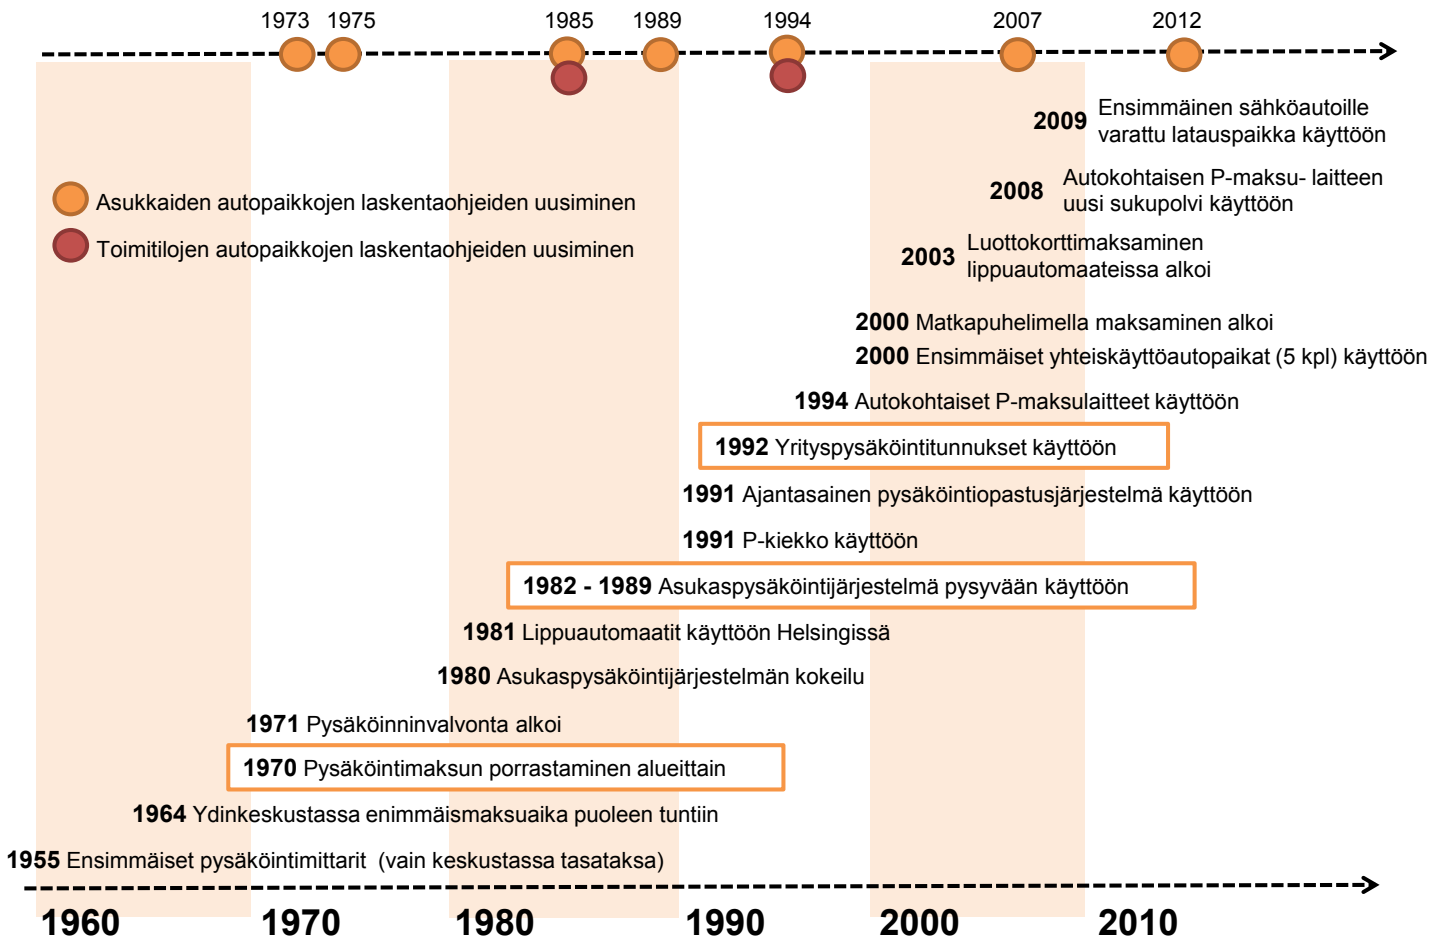 1973 1975 1985 1989 1994 2007 2012
2009 Ensimmäinen sähköautoille
varattu latauspaikka käyttöön
2008 Autokohtaisen P-maksu- laitteen
uusi sukupolvi käyttöön
Asukkaiden autopaikkojen laskentaohjeiden uusiminen
Toimitilojen autopaikkojen laskentaohjeiden uusiminen
2003 Luottokorttimaksaminen
lippuautomaateissa alkoi
2000 Matkapuhelimella maksaminen alkoi
2000 Ensimmäiset yhteiskäyttöautopaikat (5 kpl) käyttöön
1994 Autokohtaiset P-maksulaitteet käyttöön
1992 Yrityspysäköintitunnukset käyttöön
1991 Ajantasainen pysäköintiopastusjärjestelmä käyttöön
1991 P-kiekko käyttöön
1982 - 1989 Asukaspysäköintijärjestelmä pysyvään käyttöön
1981 Lippuautomaatit käyttöön Helsingissä
1980 Asukaspysäköintijärjestelmän kokeilu
1971 Pysäköinninvalvonta alkoi
1970 Pysäköintimaksun porrastaminen alueittain
1964 Ydinkeskustassa enimmäismaksuaika puoleen tuntiin
1955 Ensimmäiset pysäköintimittarit (vain keskustassa tasataksa)
1960 1970 1980 1990 2000 2010